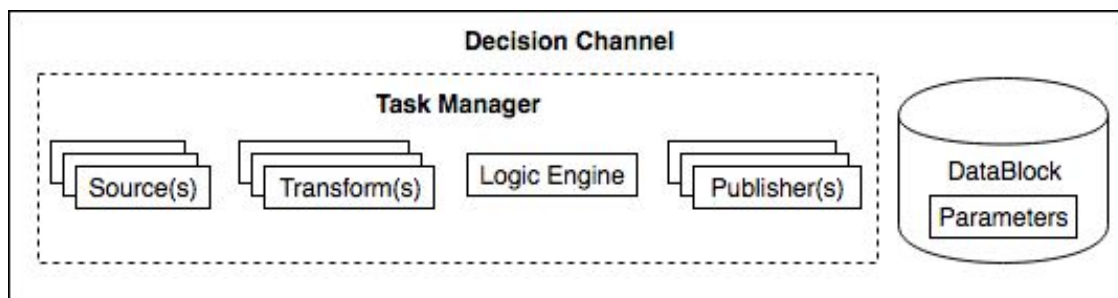 Decision Channel
Task Manager
Source(s)
Transform(s)
Logic Engine
Publisher(s)
DataBlock
Parameters